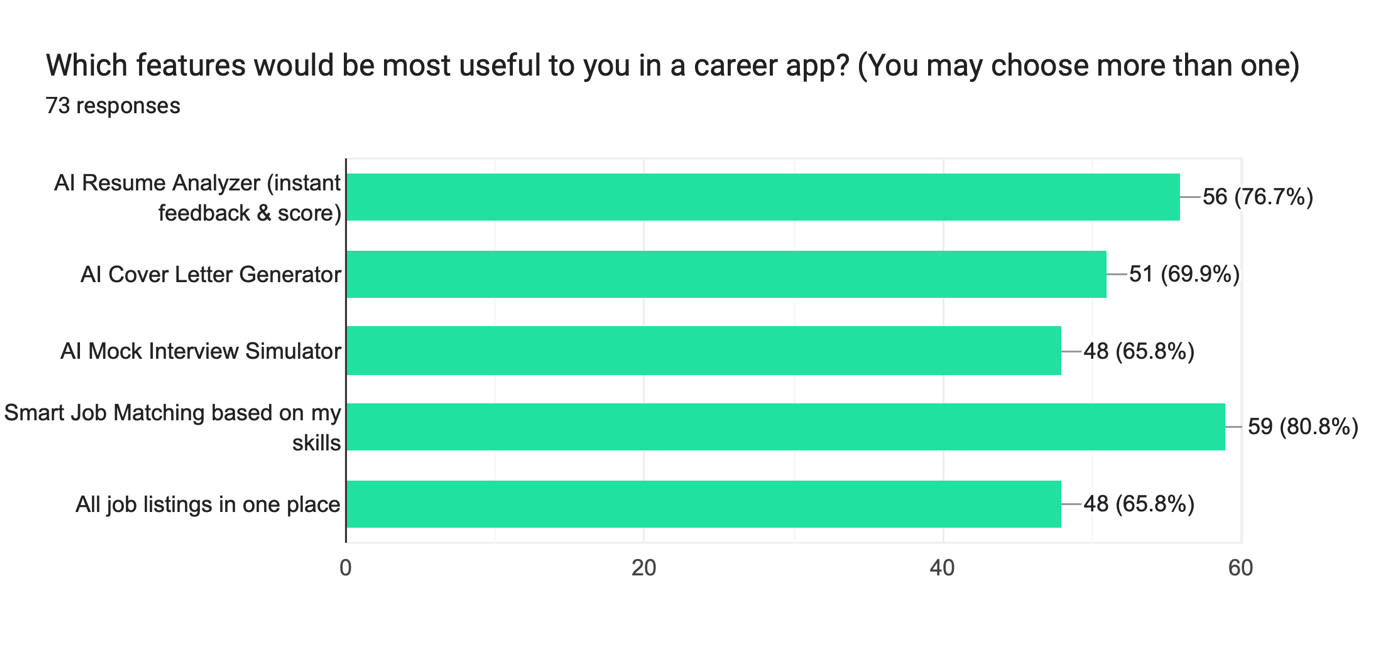 Which features would be most useful to you in a career app? (You may choose more than one)
73 responses
AI Resume Analyzer (instant
feedback & score)
56 (76.7%)
AI Cover Letter Generator
51 (69.9%)
AI Mock Interview Simulator
48 (65.8%)
Smart Job Matching based on my
skills
59 (80.8%)
All job listings in one place
48 (65.8%)
0
20
40
60